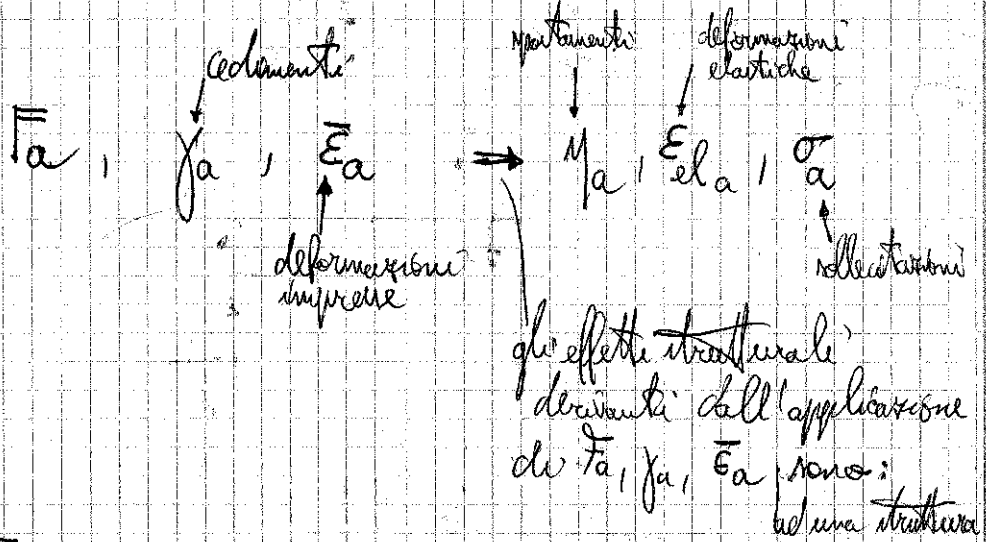 cedimenti
spostamenti
deformazioni elastiche
F̿a , γa , ε̄a ⇒ ηa , εel a , σa
deformazioni impresse
sollecitazioni
gli effetti strutturali
derivanti dall'applicazione
di F̄a, γa, ε̄a sono:
ad una struttura